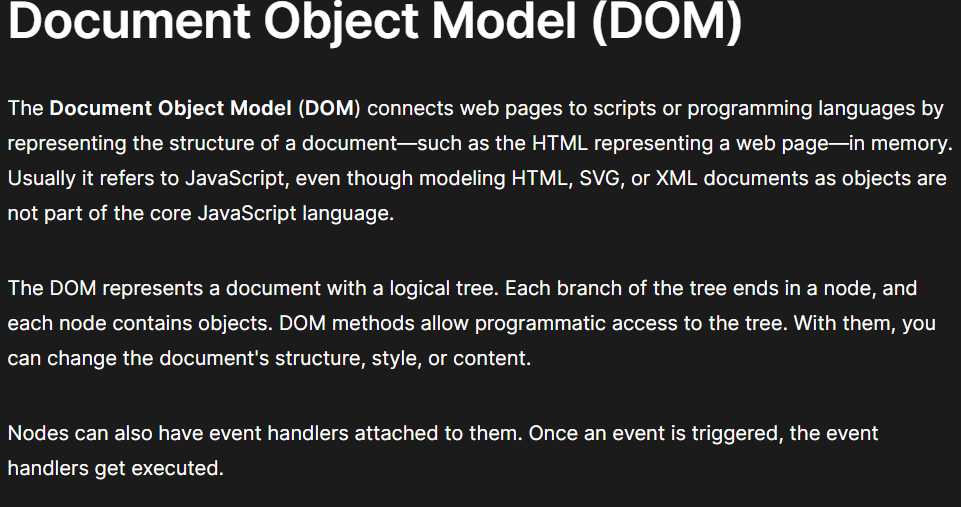 Document Object Model (DOM)
The Document Object Model (DOM) connects web pages to scripts or programming languages by
representing the structure of a document—such as the HTML representing a web page—in memory.
Usually it refers to JavaScript, even though modeling HTML, SVG, or XML documents as objects are
not part of the core JavaScript language.
The DOM represents a document with a logical tree. Each branch of the tree ends in a node, and
each node contains objects. DOM methods allow programmatic access to the tree. With them, you
can change the document's structure, style, or content.
Nodes can also have event handlers attached to them. Once an event is triggered, the event
handlers get executed.